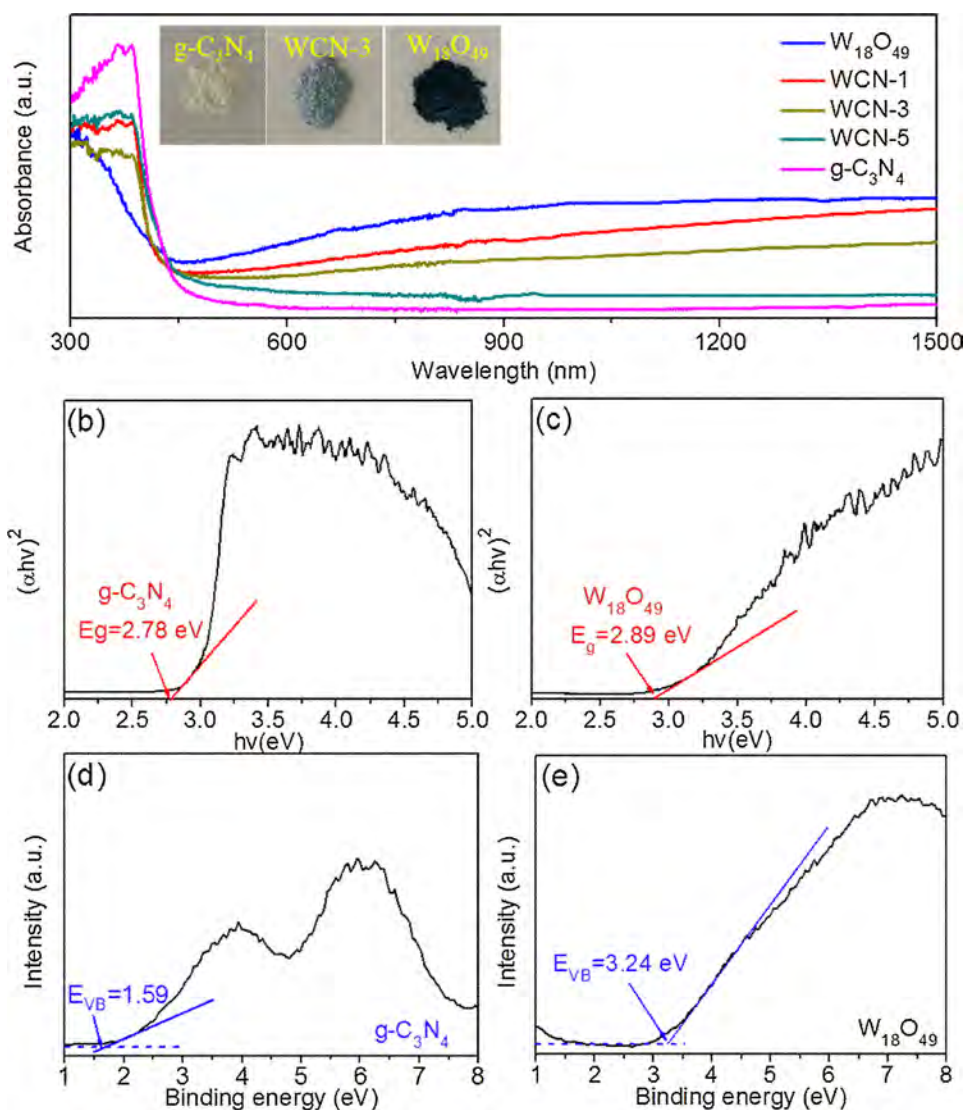 g-C₃N₄ WCN-3 W₁₈O₄₉
W₁₈O₄₉
WCN-1
WCN-3
WCN-5
g-C₃N₄
Absorbance (a.u.)
300 600 900 1200 1500
Wavelength (nm)
(b)
(αhv)²
g-C₃N₄
Eg=2.78 eV
2.0 2.5 3.0 3.5 4.0 4.5 5.0
hv(eV)
(c)
(αhv)²
W₁₈O₄₉
E_g=2.89 eV
2.0 2.5 3.0 3.5 4.0 4.5 5.0
hv(eV)
(d)
Intensity (a.u.)
E_VB=1.59
g-C₃N₄
1 2 3 4 5 6 7 8
Binding energy (eV)
(e)
Intensity (a.u.)
E_VB=3.24 eV
W₁₈O₄₉
1 2 3 4 5 6 7 8
Binding energy (eV)